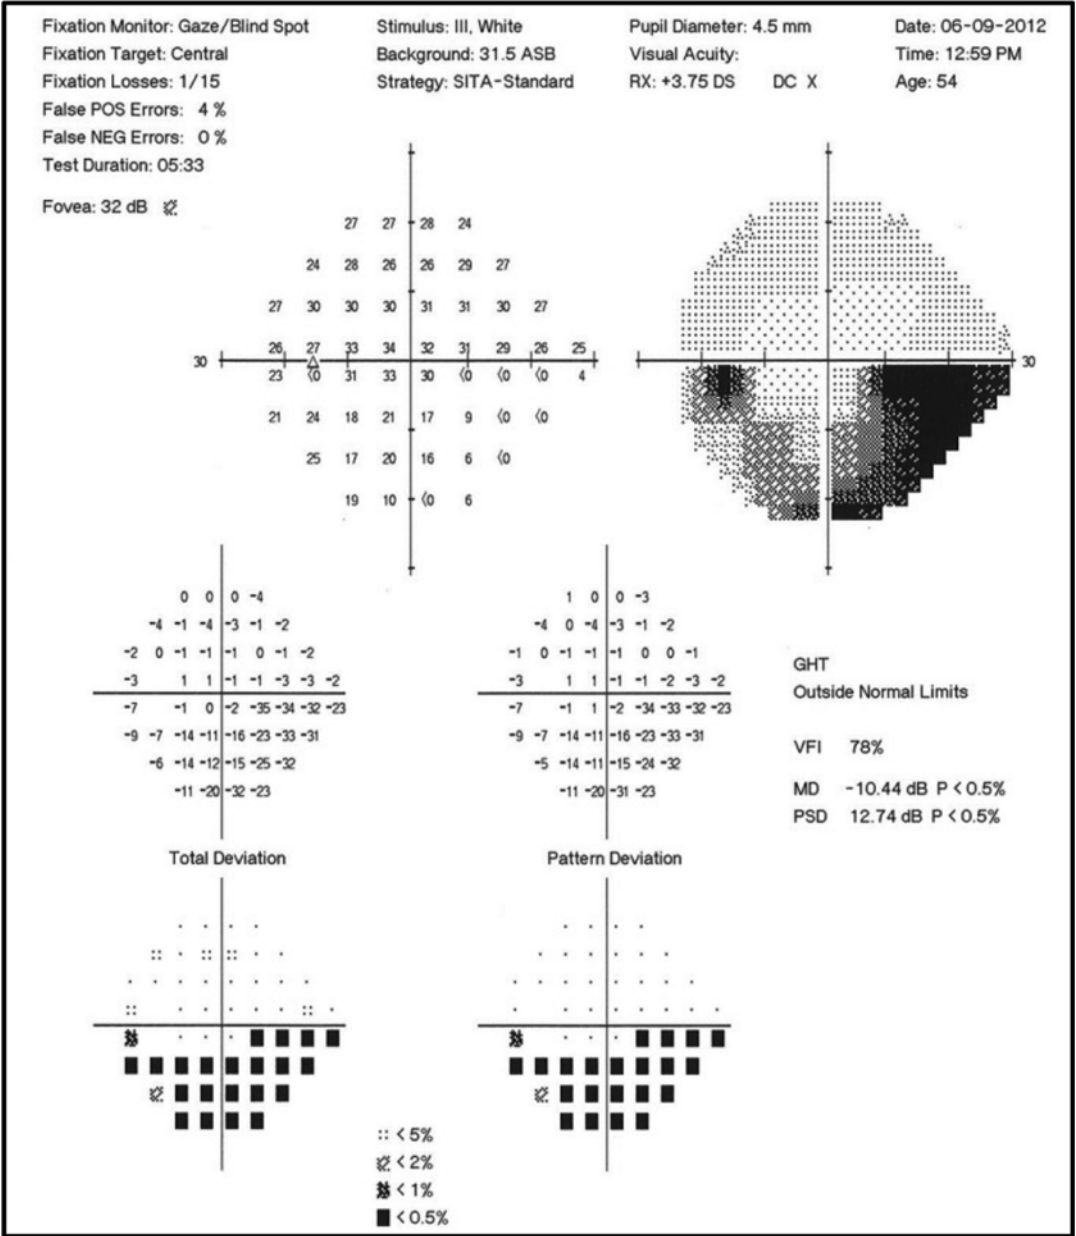 Fixation Monitor: Gaze/Blind Spot
Fixation Target: Central
Fixation Losses: 1/15
False POS Errors: 4 %
False NEG Errors: 0 %
Test Duration: 05:33
Fovea: 32 dB
Stimulus: III, White
Background: 31.5 ASB
Strategy: SITA-Standard
Pupil Diameter: 4.5 mm
Visual Acuity:
RX: +3.75 DS DC X
Date: 06-09-2012
Time: 12:59 PM
Age: 54
27 27 28 24
24 28 26 26 29 27
27 30 30 30 31 31 30 27
26 27 33 34 32 31 29 26 25
30
30
23 <0 31 33 30 <0 <0 <0 4
21 24 18 21 17 9 <0 <0
25 17 20 16 6 <0
19 10 <0 6
0 0 0 -4
-4 -1 -4 -3 -1 -2
-2 0 -1 -1 -1 0 -1 -2
-3 1 1 -1 -1 -3 -3 -2
-7 -1 0 -2 -35 -34 -32 -23
-9 -7 -14 -11 -16 -23 -33 -31
-6 -14 -12 -15 -25 -32
-11 -20 -32 -23
Total Deviation
1 0 0 -3
-4 0 -4 -3 -1 -2
-1 0 -1 -1 -1 0 0 -1
-3 1 1 -1 -1 -2 -3 -2
-7 -1 1 -2 -34 -33 -32 -23
-9 -7 -14 -11 -16 -23 -33 -31
-5 -14 -11 -15 -24 -32
-11 -20 -31 -23
Pattern Deviation
GHT
Outside Normal Limits
VFI 78%
MD -10.44 dB P < 0.5%
PSD 12.74 dB P < 0.5%
< 5%
< 2%
< 1%
< 0.5%